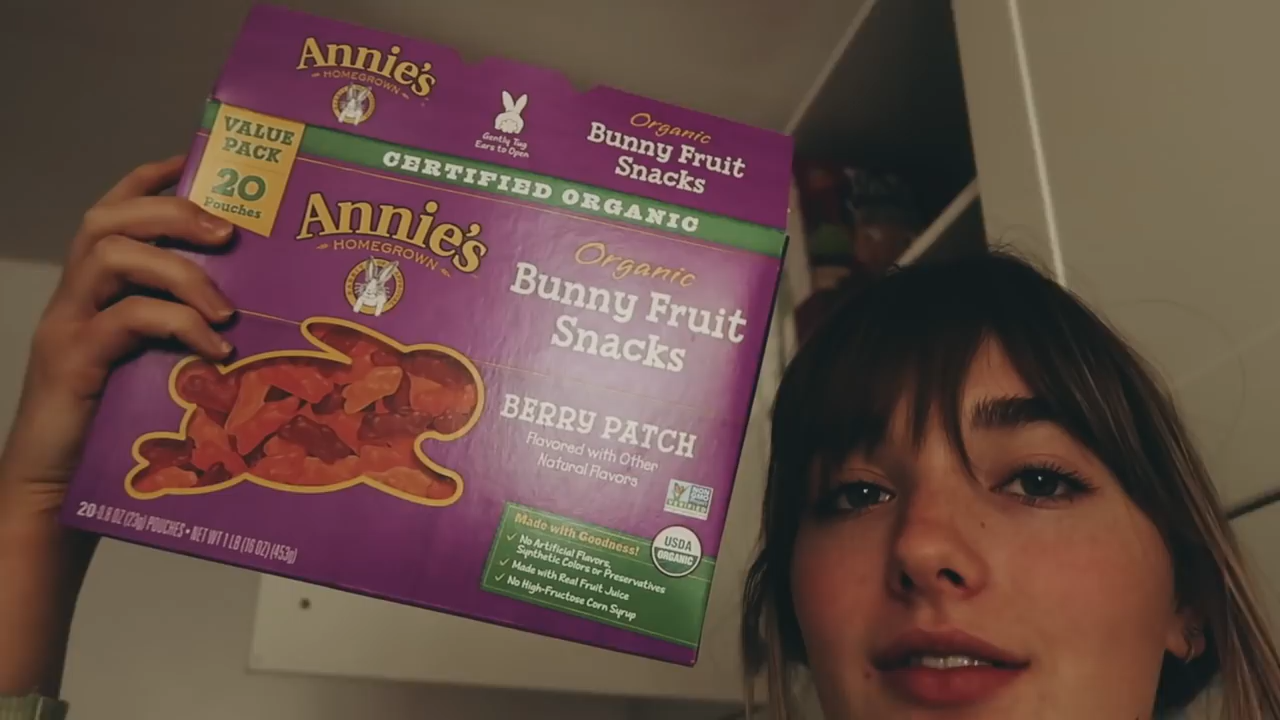 Annie's
HOMEGROWN
Gently Tug
Ears to Open
Organic
Bunny Fruit
Snacks
VALUE
PACK
20
Pouches
CERTIFIED ORGANIC
Annie's
HOMEGROWN
Organic
Bunny Fruit
Snacks
BERRY PATCH
Flavored with Other
Natural Flavors
NON
GMO
VERIFIED
Made with Goodness!
✓ No Artificial Flavors,
Synthetic Colors or Preservatives
✓ Made with Real Fruit Juice
✓ No High-Fructose Corn Syrup
USDA
ORGANIC
20-0.8 OZ (23g) POUCHES • NET WT 1 LB (16 OZ) (453g)